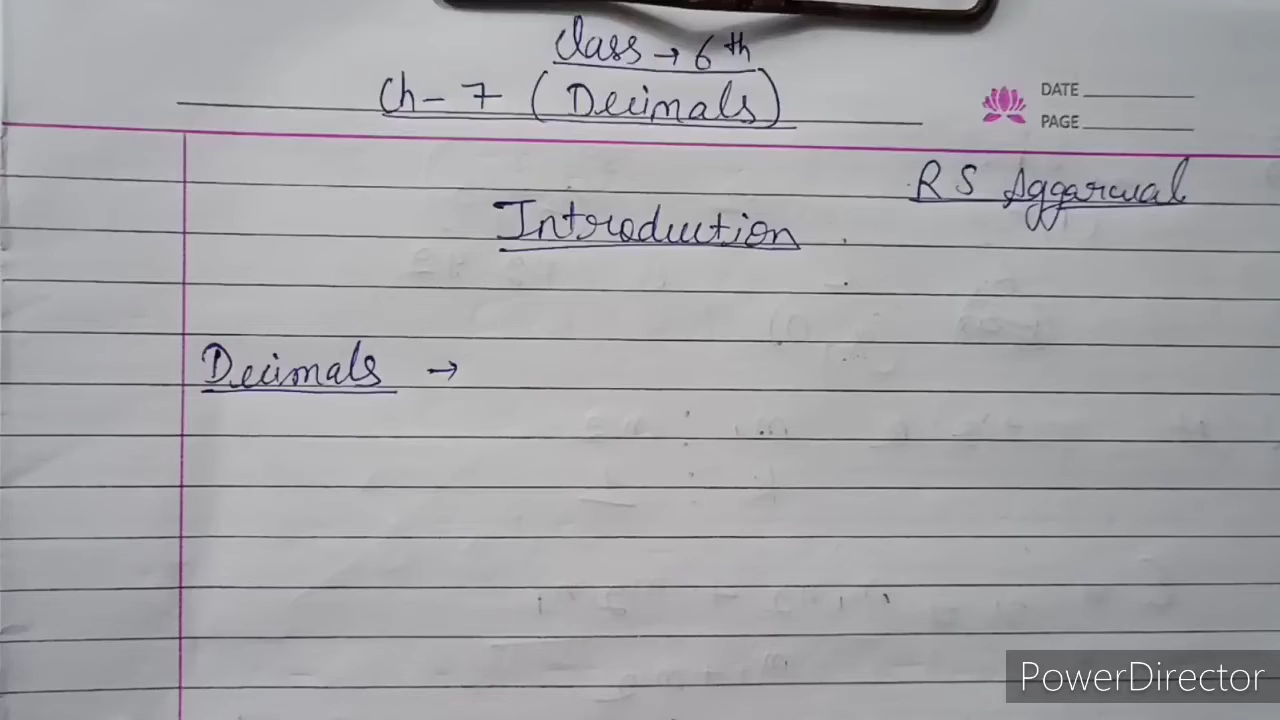 Class → 6th
Ch - 7 (Decimals)
DATE
PAGE
R S Aggarwal
Introduction
Decimals →
PowerDirector